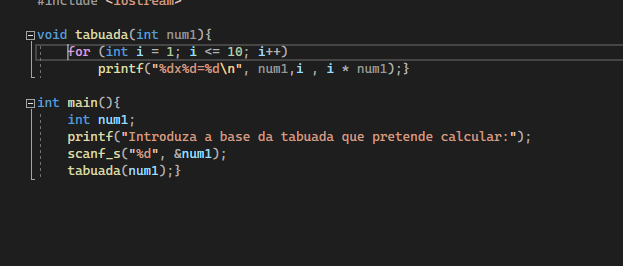 #include <iostream>
void tabuada(int num1){
for (int i = 1; i <= 10; i++)
printf("%dx%d=%d\n", num1,i , i * num1);}
int main(){
int num1;
printf("Introduza a base da tabuada que pretende calcular:");
scanf_s("%d", &num1);
tabuada(num1);}